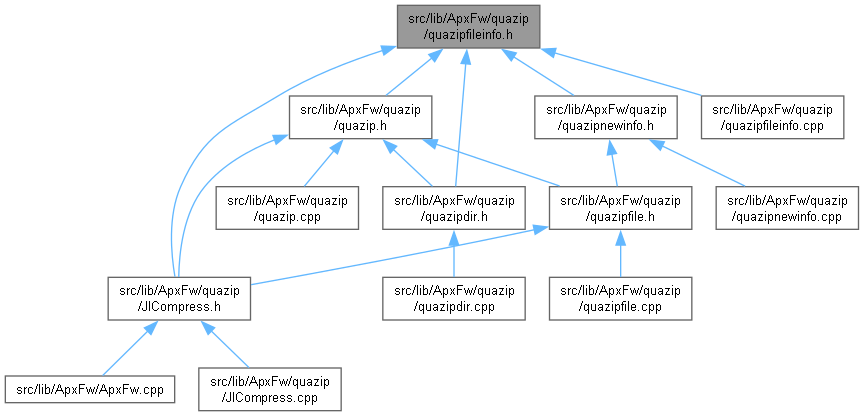 src/lib/ApxFw/quazip
/quazipfileinfo.h
src/lib/ApxFw/quazip
/quazip.h
src/lib/ApxFw/quazip
/quazipnewinfo.h
src/lib/ApxFw/quazip
/quazipfileinfo.cpp
src/lib/ApxFw/quazip
/quazip.cpp
src/lib/ApxFw/quazip
/quazipdir.h
src/lib/ApxFw/quazip
/quazipfile.h
src/lib/ApxFw/quazip
/quazipnewinfo.cpp
src/lib/ApxFw/quazip
/JlCompress.h
src/lib/ApxFw/quazip
/quazipdir.cpp
src/lib/ApxFw/quazip
/quazipfile.cpp
src/lib/ApxFw/ApxFw.cpp
src/lib/ApxFw/quazip
/JlCompress.cpp